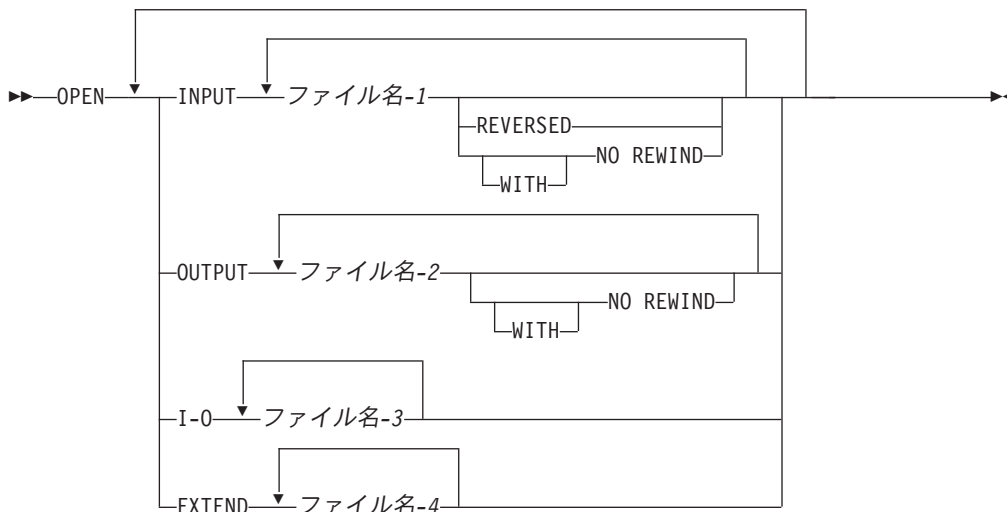 OPEN INPUT ファイル名-1
REVERSED
NO REWIND
WITH
OUTPUT ファイル名-2
NO REWIND
WITH
I-O ファイル名-3
EXTEND ファイル名-4